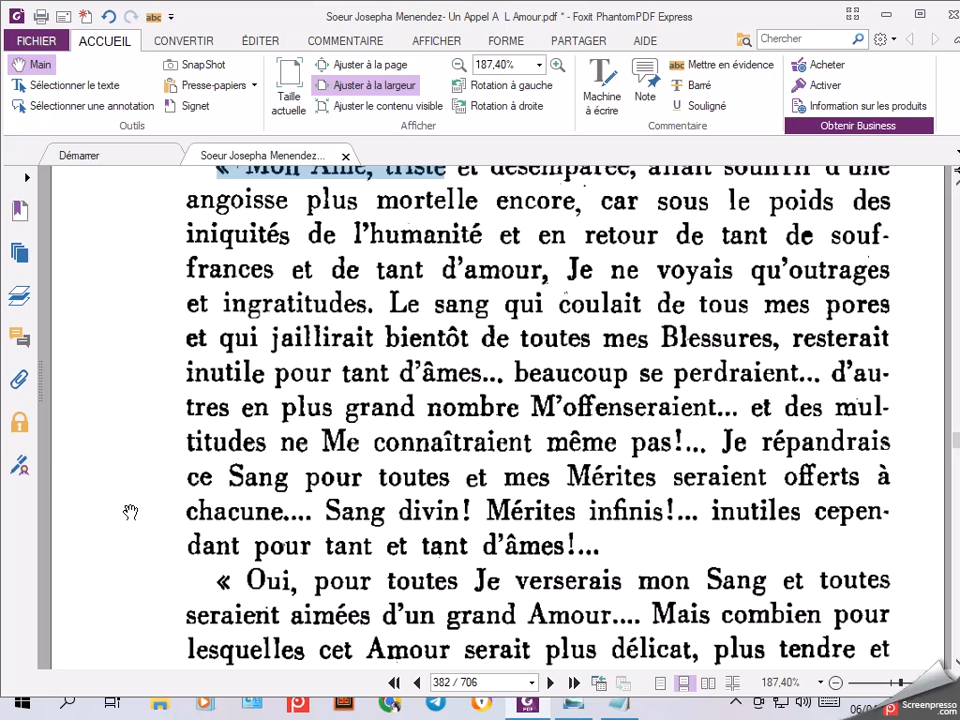 Soeur Josepha Menendez- Un Appel A L Amour.pdf * - Foxit PhantomPDF Express
FICHIER ACCUEIL CONVERTIR ÉDITER COMMENTAIRE AFFICHER FORME PARTAGER AIDE Chercher
Main SnapShot Ajuster à la page 187,40% Mettre en évidence Acheter
Sélectionner le texte Presse-papiers Ajuster à la largeur Rotation à gauche Barré Activer
Sélectionner une annotation Signet Taille actuelle Ajuster le contenu visible Rotation à droite Machine à écrire Note Souligné Information sur les produits
Outils Afficher Commentaire Obtenir Business
Démarrer Soeur Josepha Menendez...
« Mon Ame, triste et désemparée, allait souffrir d'une
angoisse plus mortelle encore, car sous le poids des
iniquités de l'humanité et en retour de tant de souf-
frances et de tant d'amour, Je ne voyais qu'outrages
et ingratitudes. Le sang qui coulait de tous mes pores
et qui jaillirait bientôt de toutes mes Blessures, resterait
inutile pour tant d'âmes... beaucoup se perdraient... d'au-
tres en plus grand nombre M'offenseraient... et des mul-
titudes ne Me connaîtraient même pas!... Je répandrais
ce Sang pour toutes et mes Mérites seraient offerts à
chacune.... Sang divin! Mérites infinis!... inutiles cepen-
dant pour tant et tant d'âmes!...
« Oui, pour toutes Je verserais mon Sang et toutes
seraient aimées d'un grand Amour.... Mais combien pour
lesquelles cet Amour serait plus délicat, plus tendre et
382 / 706 187,40%
Screenpresso
.com